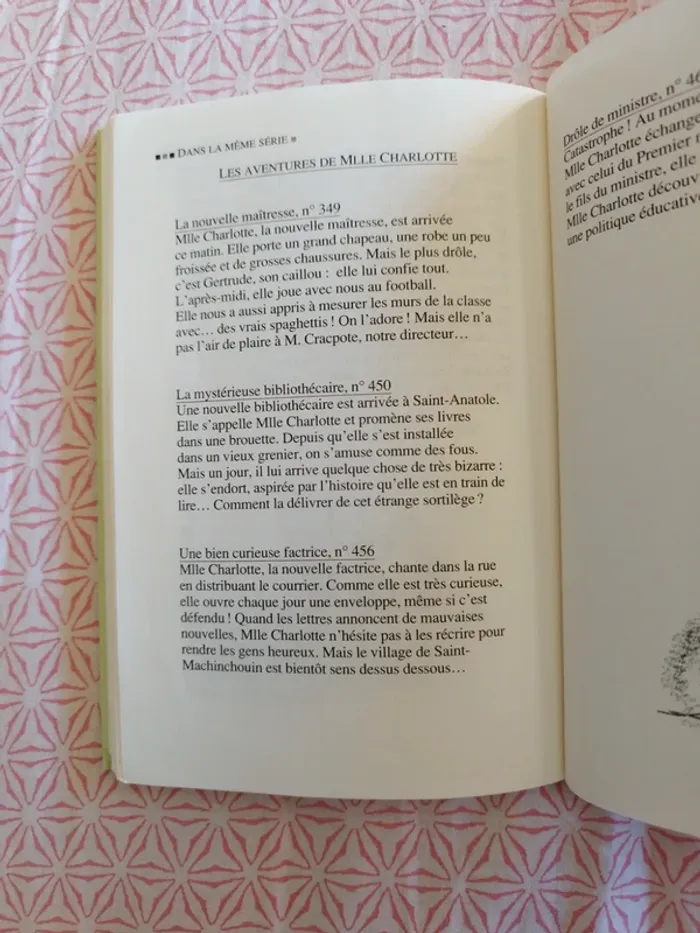 DANS LA MÊME SÉRIE
LES AVENTURES DE MLLE CHARLOTTE
La nouvelle maîtresse, n° 349
Mlle Charlotte, la nouvelle maîtresse, est arrivée
ce matin. Elle porte un grand chapeau, une robe un peu
froissée et de grosses chaussures. Mais le plus drôle,
c'est Gertrude, son caillou : elle lui confie tout.
L'après-midi, elle joue avec nous au football.
Elle nous a aussi appris à mesurer les murs de la classe
avec… des vrais spaghettis ! On l'adore ! Mais elle n'a
pas l'air de plaire à M. Cracpote, notre directeur…
La mystérieuse bibliothécaire, n° 450
Une nouvelle bibliothécaire est arrivée à Saint-Anatole.
Elle s'appelle Mlle Charlotte et promène ses livres
dans une brouette. Depuis qu'elle s'est installée
dans un vieux grenier, on s'amuse comme des fous.
Mais un jour, il lui arrive quelque chose de très bizarre :
elle s'endort, aspirée par l'histoire qu'elle est en train de
lire… Comment la délivrer de cet étrange sortilège ?
Une bien curieuse factrice, n° 456
Mlle Charlotte, la nouvelle factrice, chante dans la rue
en distribuant le courrier. Comme elle est très curieuse,
elle ouvre chaque jour une enveloppe, même si c'est
défendu ! Quand les lettres annoncent de mauvaises
nouvelles, Mlle Charlotte n'hésite pas à les récrire pour
rendre les gens heureux. Mais le village de Saint-
Machinchouin est bientôt sens dessus dessous…
Drôle de ministre, n° 46
Catastrophe ! Au mome
Mlle Charlotte échange
avec celui du Premier
le fils du ministre, elle
Mlle Charlotte découv
une politique éducative